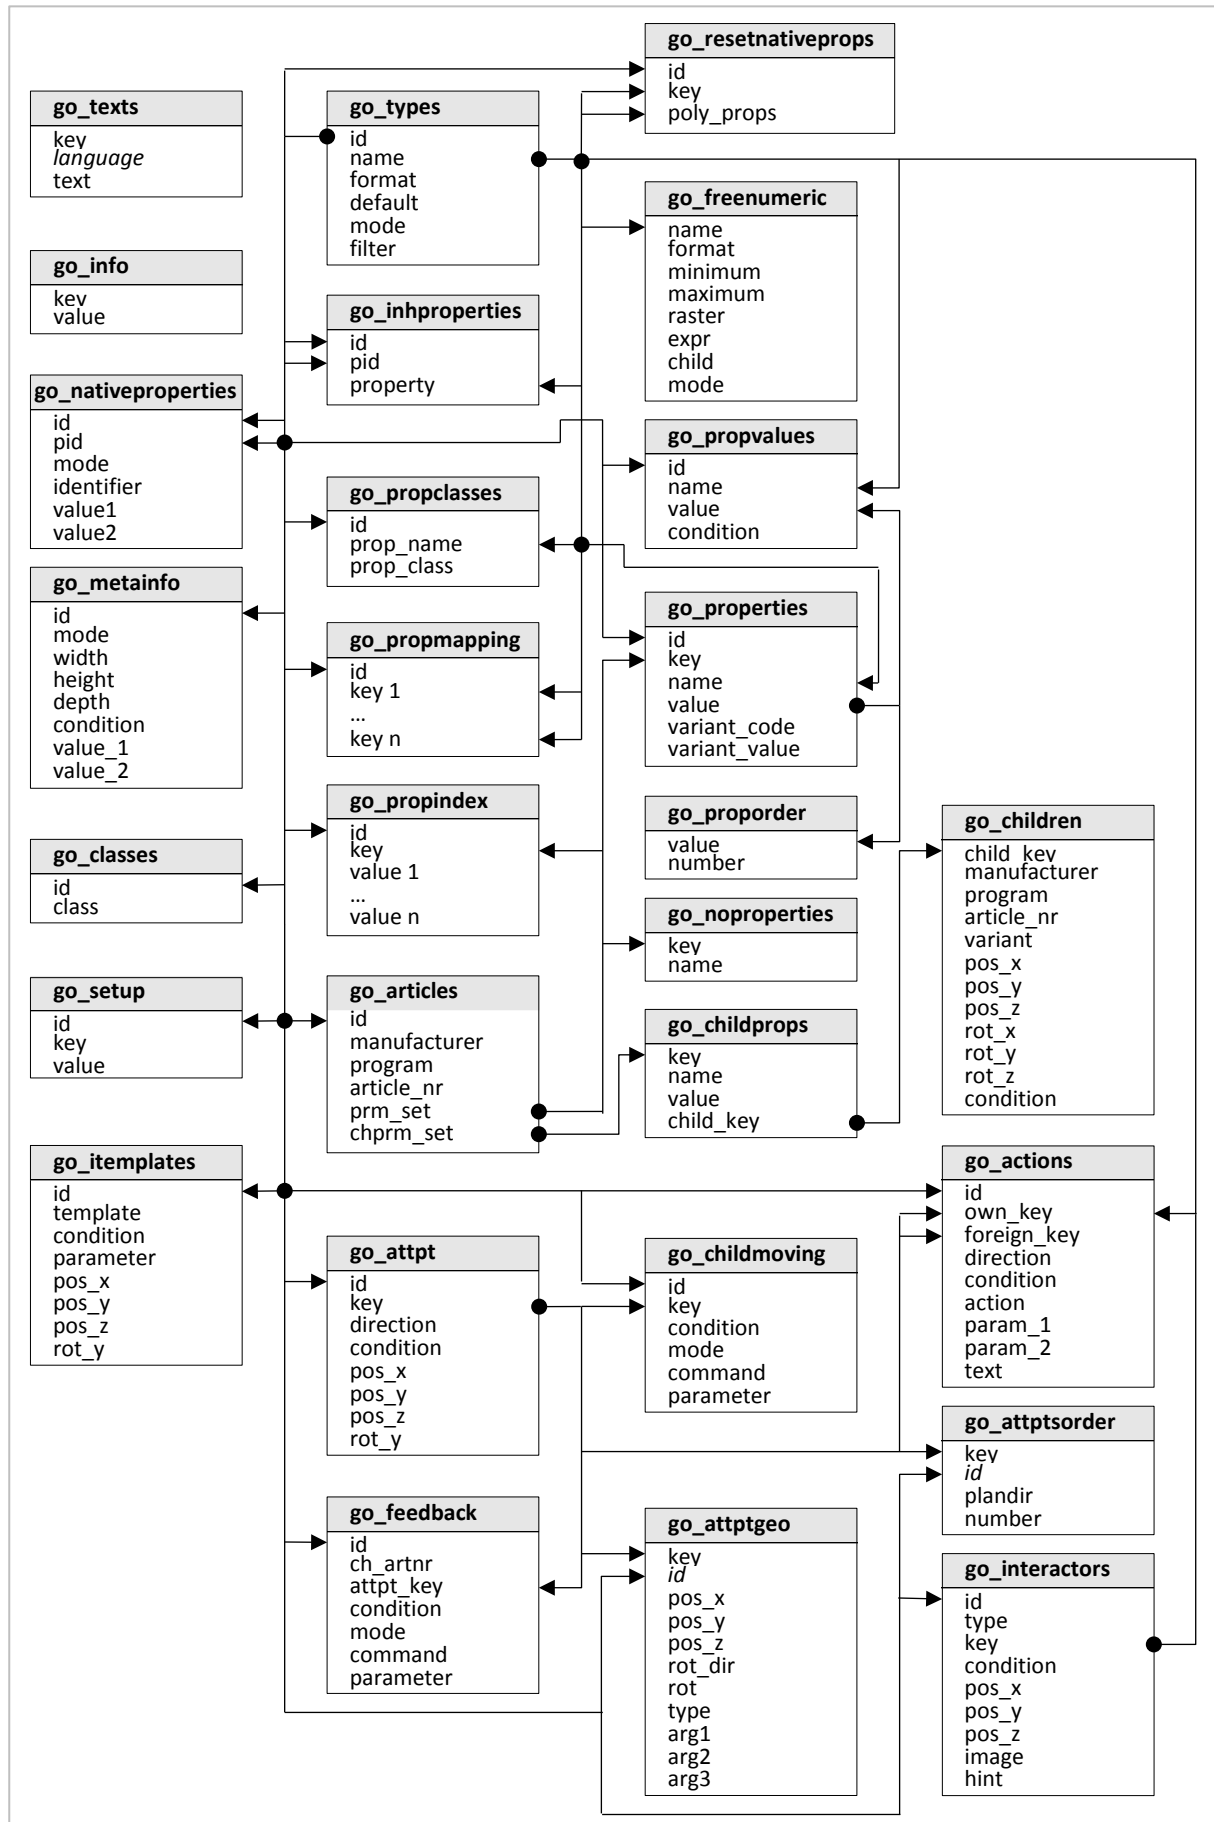 go_texts
key
language
text
go_info
key
value
go_nativeproperties
id
pid
mode
identifier
value1
value2
go_metainfo
id
mode
width
height
depth
condition
value_1
value_2
go_classes
id
class
go_setup
id
key
value
go_itemplates
id
template
condition
parameter
pos_x
pos_y
pos_z
rot_y
go_types
id
name
format
default
mode
filter
go_inhproperties
id
pid
property
go_propclasses
id
prop_name
prop_class
go_propmapping
id
key 1
...
key n
go_propindex
id
key
value 1
...
value n
go_articles
id
manufacturer
program
article_nr
prm_set
chprm_set
go_attpt
id
key
direction
condition
pos_x
pos_y
pos_z
rot_y
go_feedback
id
ch_artnr
attpt_key
condition
mode
command
parameter
go_resetnativeprops
id
key
poly_props
go_freenumeric
name
format
minimum
maximum
raster
expr
child
mode
go_propvalues
id
name
value
condition
go_properties
id
key
name
value
variant_code
variant_value
go_proporder
value
number
go_noproperties
key
name
go_childprops
key
name
value
child_key
go_childmoving
id
key
condition
mode
command
parameter
go_attptgeo
key
id
pos_x
pos_y
pos_z
rot_dir
rot
type
arg1
arg2
arg3
go_children
child_key
manufacturer
program
article_nr
variant
pos_x
pos_y
pos_z
rot_x
rot_y
rot_z
condition
go_actions
id
own_key
foreign_key
direction
condition
action
param_1
param_2
text
go_attptsorder
key
id
plandir
number
go_interactors
id
type
key
condition
pos_x
pos_y
pos_z
image
hint